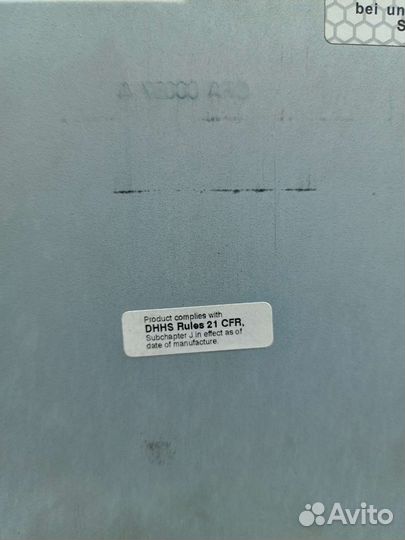 bei un
S
Product complies with
DHHS Rules 21 CFR,
Subchapter J in effect as of
date of manufacture.
Avito